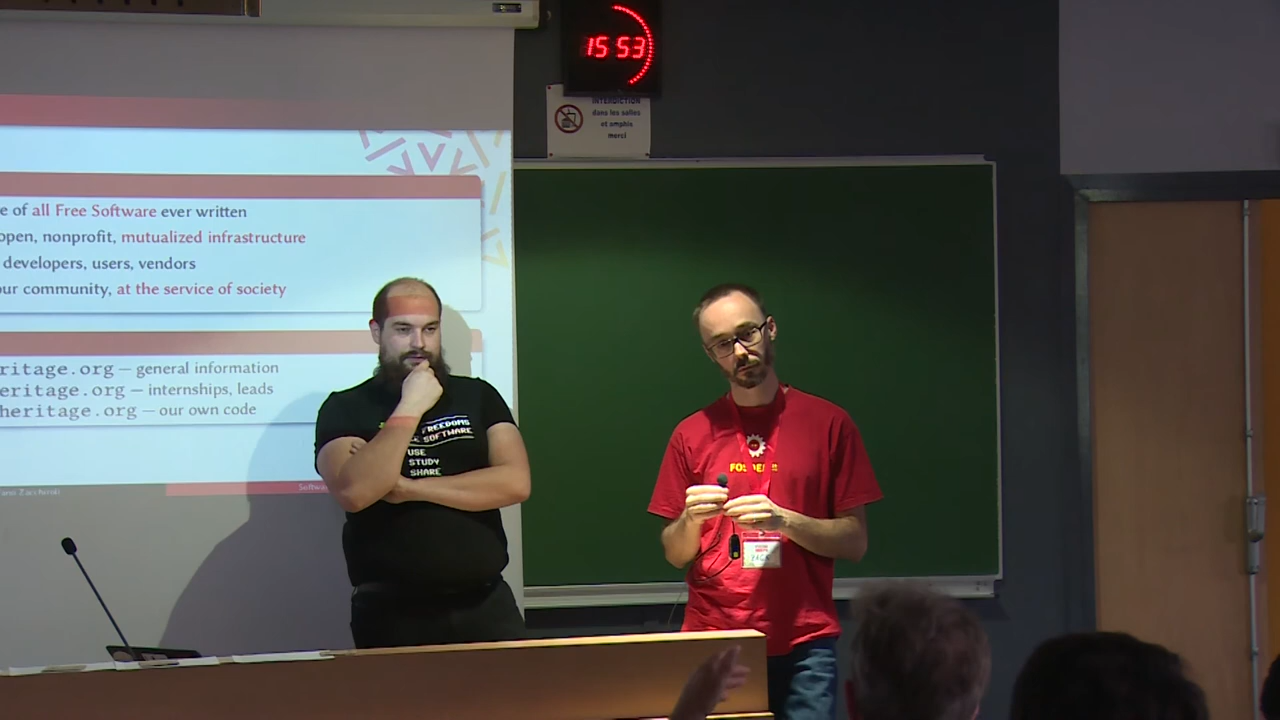 15 53
INTERDICTION
dans les salles
et amphis
merci
e of all Free Software ever written
open, nonprofit, mutualized infrastructure
developers, users, vendors
our community, at the service of society
ritage.org — general information
eritage.org — internships, leads
heritage.org — our own code
FREEDOMS
SOFTWARE
USE
STUDY
SHARE